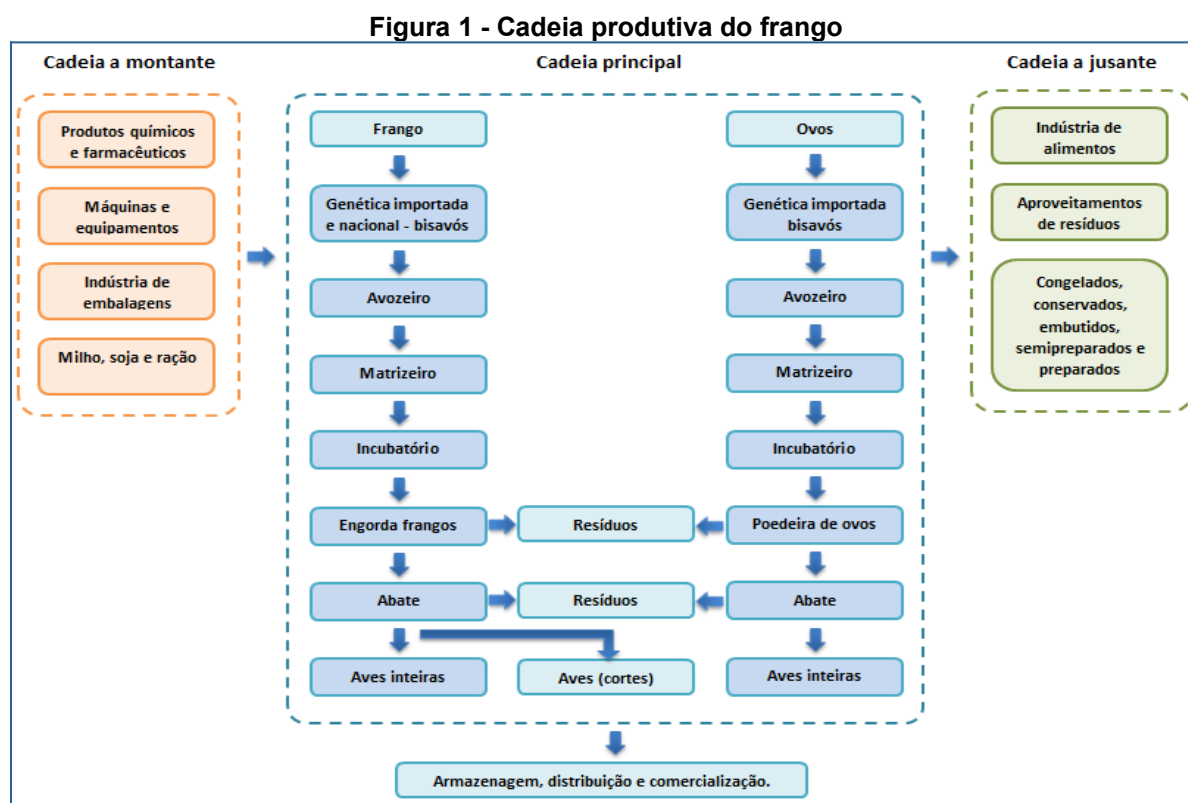 Figura 1 - Cadeia produtiva do frango
Cadeia a montante
Cadeia principal
Cadeia a jusante
Produtos químicos
e farmacêuticos
Máquinas e
equipamentos
Indústria de
embalagens
Milho, soja e ração
Frango
Genética importada
e nacional - bisavós
Avozeiro
Matrizeiro
Incubatório
Engorda frangos
Abate
Aves inteiras
Resíduos
Resíduos
Aves (cortes)
Ovos
Genética importada
bisavós
Avozeiro
Matrizeiro
Incubatório
Poedeira de ovos
Abate
Aves inteiras
Indústria de
alimentos
Aproveitamentos
de resíduos
Congelados,
conservados,
embutidos,
semipreparados e
preparados
Armazenagem, distribuição e comercialização.